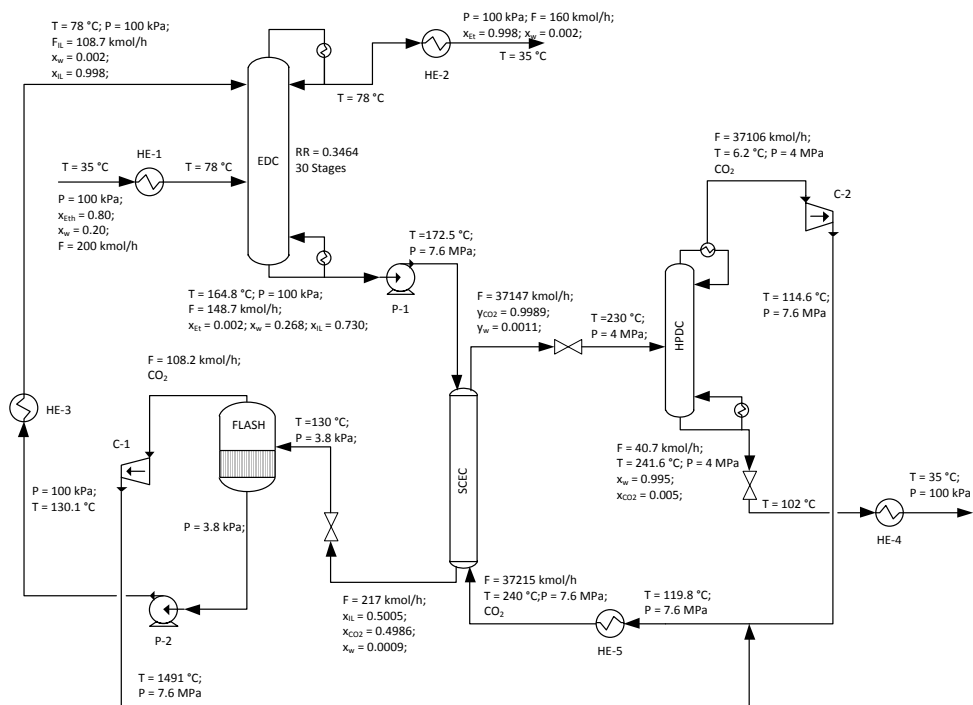 T = 78 °C; P = 100 kPa;
F_IL = 108.7 kmol/h
x_w = 0.002;
x_IL = 0.998;
P = 100 kPa; F = 160 kmol/h
x_Et = 0.998; x_w = 0.002;
T = 35 °C
HE-2
T = 78 °C
HE-1
T = 35 °C
T = 78 °C
P = 100 kPa;
x_Eth = 0.80;
x_w = 0.20;
F = 200 kmol/h
EDC
RR = 0.3464
30 Stages
F = 37106 kmol/h;
T = 6.2 °C; P = 4 MPa
CO₂
C-2
T =172.5 °C;
P = 7.6 MPa;
P-1
T = 164.8 °C; P = 100 kPa;
F = 148.7 kmol/h;
x_Et = 0.002; x_w = 0.268; x_IL = 0.730;
F = 37147 kmol/h;
y_CO2 = 0.9989;
y_w = 0.0011;
T =230 °C;
P = 4 MPa;
HPDC
T = 114.6 °C;
P = 7.6 MPa
F = 108.2 kmol/h;
CO₂
HE-3
C-1
FLASH
T =130 °C;
P = 3.8 kPa;
SCEC
F = 40.7 kmol/h;
T = 241.6 °C; P = 4 MPa
x_w = 0.995;
x_CO2 = 0.005;
T = 102 °C
T = 35 °C;
P = 100 kPa
HE-4
P = 100 kPa;
T = 130.1 °C
P = 3.8 kPa;
P-2
F = 217 kmol/h;
x_IL = 0.5005;
x_CO2 = 0.4986;
x_w = 0.0009;
F = 37215 kmol/h
T = 240 °C;P = 7.6 MPa;
CO₂
HE-5
T = 119.8 °C;
P = 7.6 MPa
T = 1491 °C;
P = 7.6 MPa